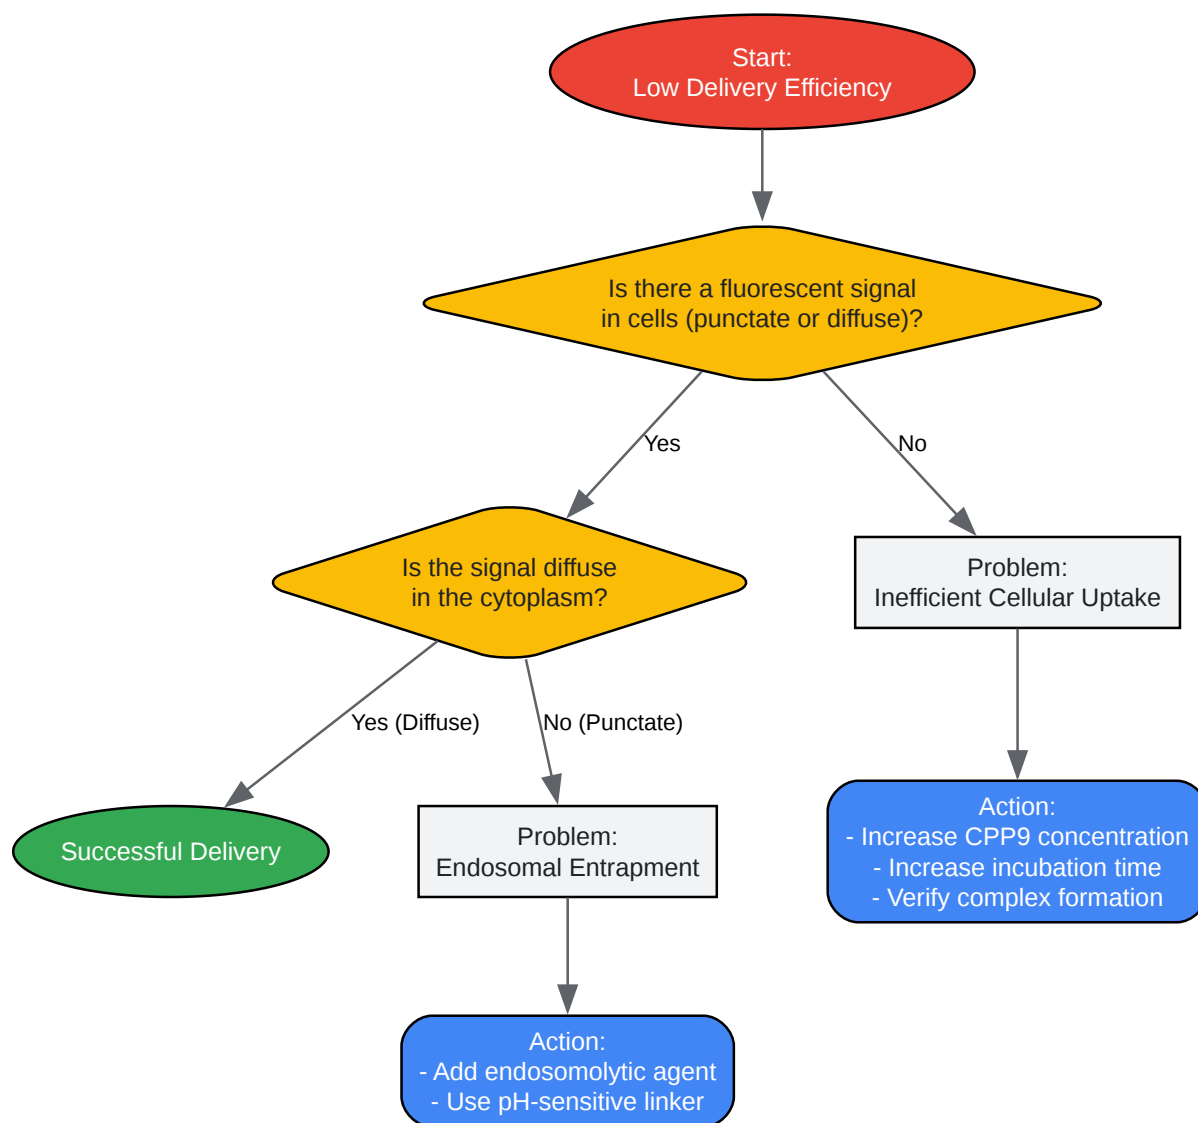 Start:
Low Delivery Efficiency
Is there a fluorescent signal
in cells (punctate or diffuse)?
Yes
No
Is the signal diffuse
in the cytoplasm?
Problem:
Inefficient Cellular Uptake
Yes (Diffuse)
No (Punctate)
Successful Delivery
Problem:
Endosomal Entrapment
Action:
- Increase CPP9 concentration
- Increase incubation time
- Verify complex formation
Action:
- Add endosomolytic agent
- Use pH-sensitive linker